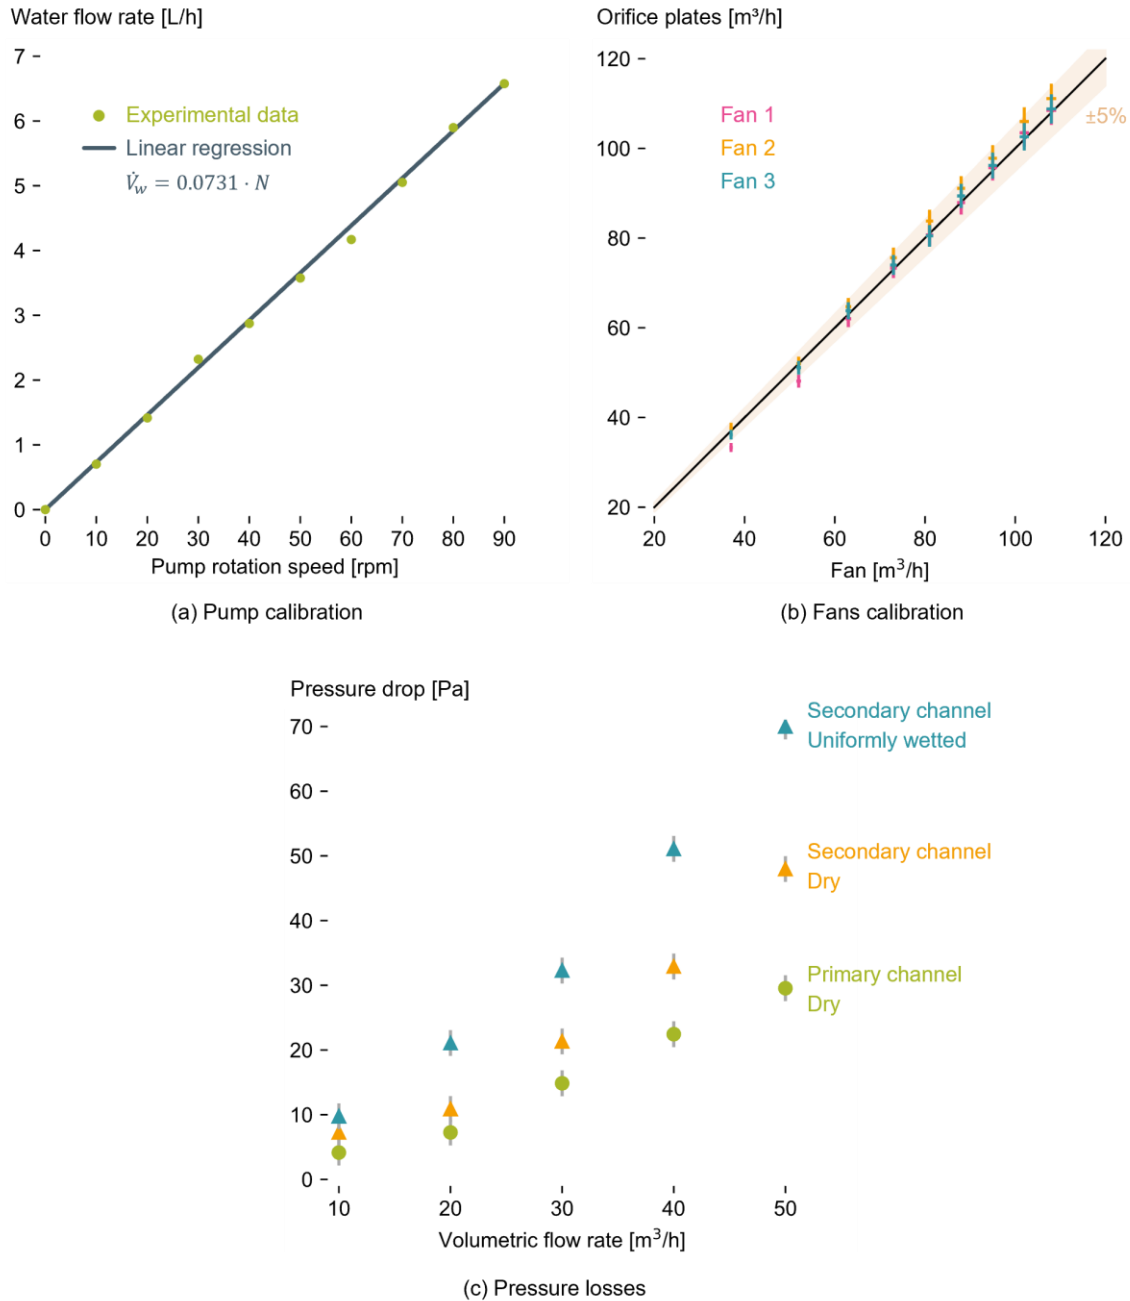 Water flow rate [L/h]
7
6
5
4
3
2
1
0
Experimental data
Linear regression
V̇w = 0.0731 · N
0 10 20 30 40 50 60 70 80 90
Pump rotation speed [rpm]
(a) Pump calibration
Orifice plates [m³/h]
120
100
80
60
40
20
Fan 1
Fan 2
Fan 3
±5%
20 40 60 80 100 120
Fan [m³/h]
(b) Fans calibration
Pressure drop [Pa]
70
60
50
40
30
20
10
0
Secondary channel
Uniformly wetted
Secondary channel
Dry
Primary channel
Dry
10 20 30 40 50
Volumetric flow rate [m³/h]
(c) Pressure losses